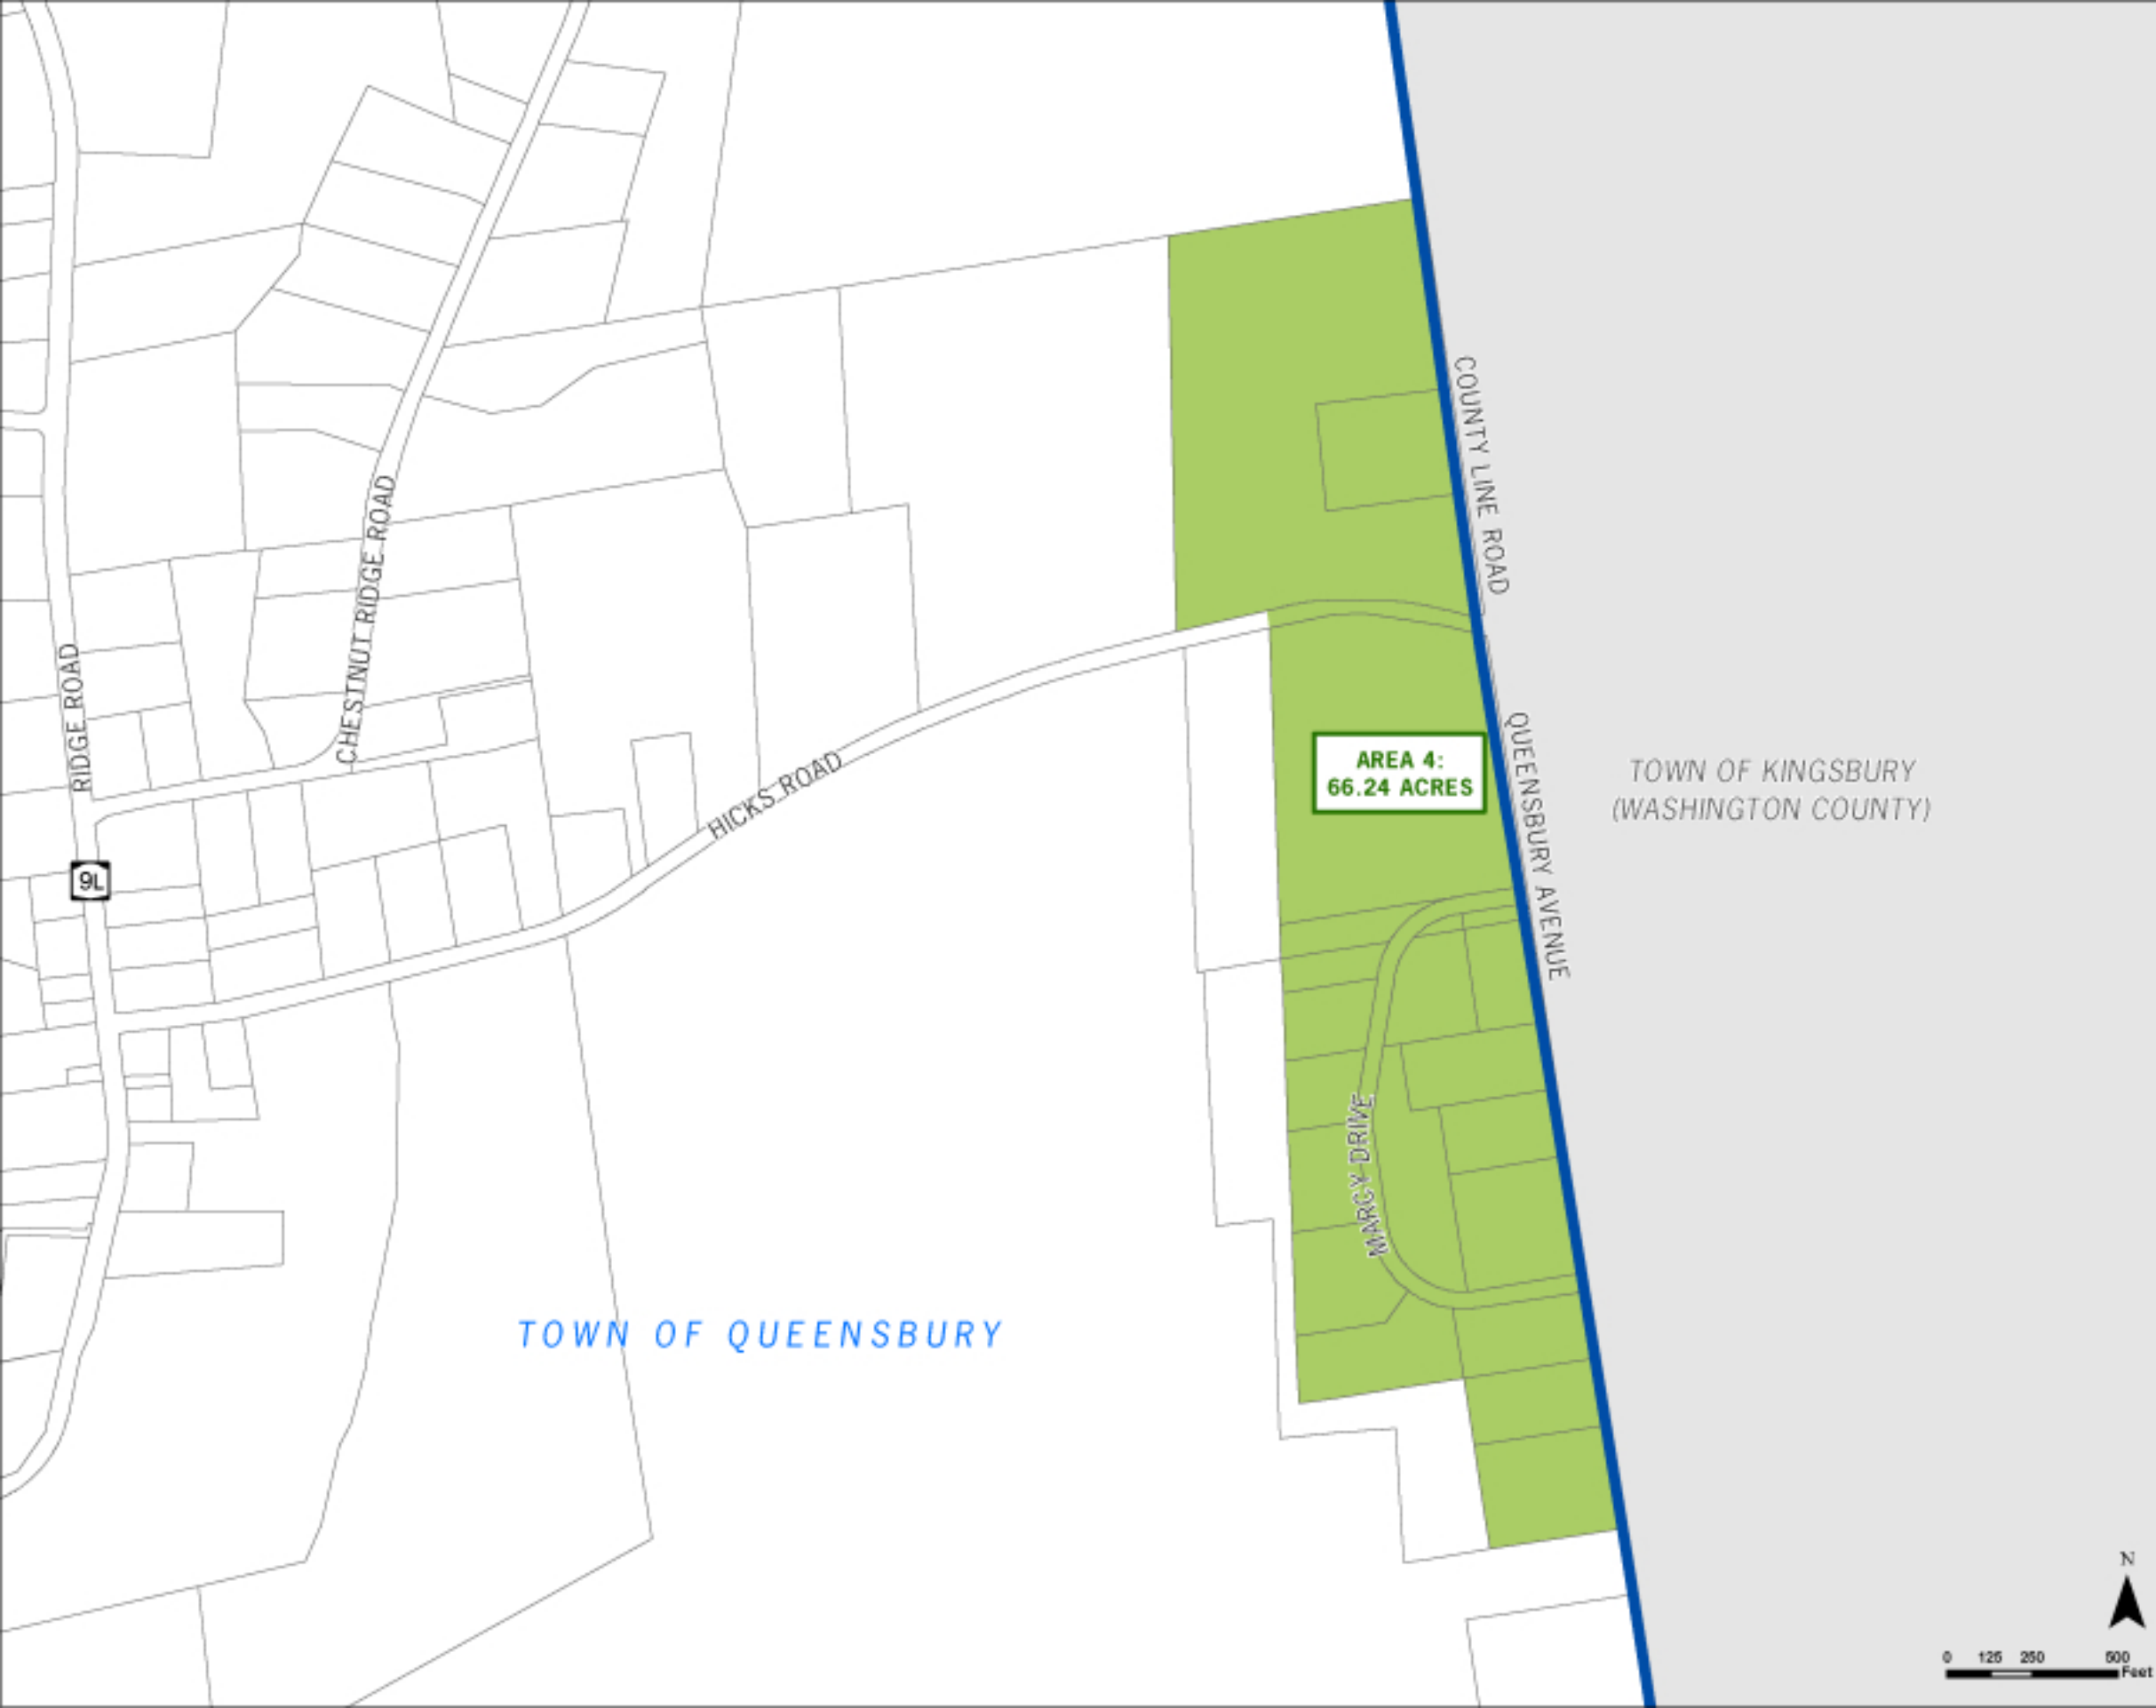 COUNTY LINE ROAD
CHESTNUT RIDGE ROAD
RIDGE ROAD
HICKS ROAD
QUEENSBURY AVENUE
AREA 4:
66.24 ACRES
TOWN OF KINGSBURY
(WASHINGTON COUNTY)
9L
MARCY DRIVE
TOWN OF QUEENSBURY
N
0 125 250 500
Feet